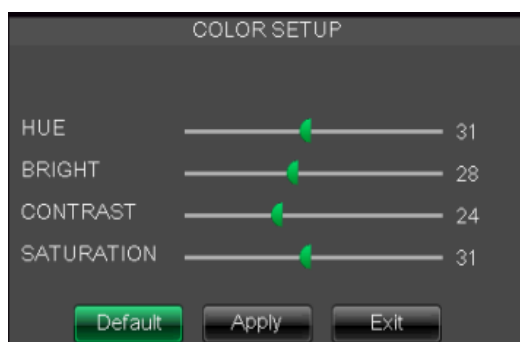 COLOR SETUP
HUE 31
BRIGHT 28
CONTRAST 24
SATURATION 31
Default Apply Exit